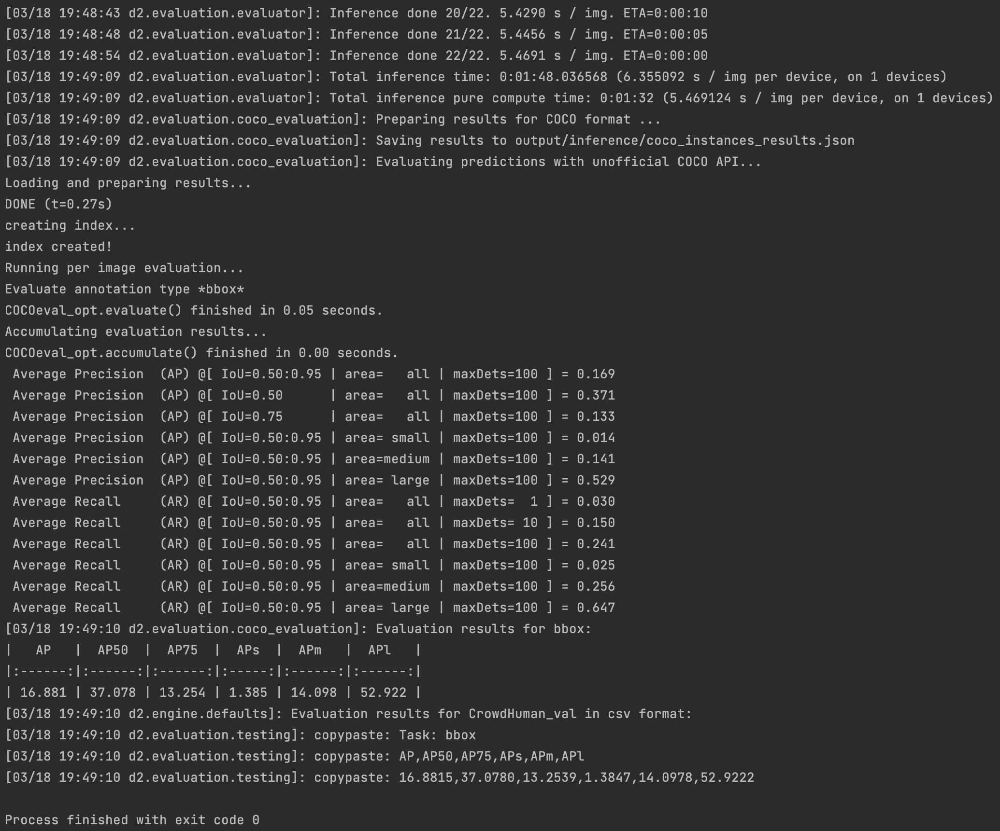 [03/18 19:48:43 d2.evaluation.evaluator]: Inference done 20/22. 5.4290 s / img. ETA=0:00:10
[03/18 19:48:48 d2.evaluation.evaluator]: Inference done 21/22. 5.4456 s / img. ETA=0:00:05
[03/18 19:48:54 d2.evaluation.evaluator]: Inference done 22/22. 5.4691 s / img. ETA=0:00:00
[03/18 19:49:09 d2.evaluation.evaluator]: Total inference time: 0:01:48.036568 (6.355092 s / img per device, on 1 devices)
[03/18 19:49:09 d2.evaluation.evaluator]: Total inference pure compute time: 0:01:32 (5.469124 s / img per device, on 1 devices)
[03/18 19:49:09 d2.evaluation.coco_evaluation]: Preparing results for COCO format ...
[03/18 19:49:09 d2.evaluation.coco_evaluation]: Saving results to output/inference/coco_instances_results.json
[03/18 19:49:09 d2.evaluation.coco_evaluation]: Evaluating predictions with unofficial COCO API...
Loading and preparing results...
DONE (t=0.27s)
creating index...
index created!
Running per image evaluation...
Evaluate annotation type *bbox*
COCOeval_opt.evaluate() finished in 0.05 seconds.
Accumulating evaluation results...
COCOeval_opt.accumulate() finished in 0.00 seconds.
 Average Precision  (AP) @[ IoU=0.50:0.95 | area=   all | maxDets=100 ] = 0.169
 Average Precision  (AP) @[ IoU=0.50      | area=   all | maxDets=100 ] = 0.371
 Average Precision  (AP) @[ IoU=0.75      | area=   all | maxDets=100 ] = 0.133
 Average Precision  (AP) @[ IoU=0.50:0.95 | area= small | maxDets=100 ] = 0.014
 Average Precision  (AP) @[ IoU=0.50:0.95 | area=medium | maxDets=100 ] = 0.141
 Average Precision  (AP) @[ IoU=0.50:0.95 | area= large | maxDets=100 ] = 0.529
 Average Recall     (AR) @[ IoU=0.50:0.95 | area=   all | maxDets=  1 ] = 0.030
 Average Recall     (AR) @[ IoU=0.50:0.95 | area=   all | maxDets= 10 ] = 0.150
 Average Recall     (AR) @[ IoU=0.50:0.95 | area=   all | maxDets=100 ] = 0.241
 Average Recall     (AR) @[ IoU=0.50:0.95 | area= small | maxDets=100 ] = 0.025
 Average Recall     (AR) @[ IoU=0.50:0.95 | area=medium | maxDets=100 ] = 0.256
 Average Recall     (AR) @[ IoU=0.50:0.95 | area= large | maxDets=100 ] = 0.647
[03/18 19:49:10 d2.evaluation.coco_evaluation]: Evaluation results for bbox:
|   AP   |  AP50  |  AP75  |  APs  |  APm   |  APl   |
|:------:|:------:|:------:|:-----:|:------:|:------:|
| 16.881 | 37.078 | 13.254 | 1.385 | 14.098 | 52.922 |
[03/18 19:49:10 d2.engine.defaults]: Evaluation results for CrowdHuman_val in csv format:
[03/18 19:49:10 d2.evaluation.testing]: copypaste: Task: bbox
[03/18 19:49:10 d2.evaluation.testing]: copypaste: AP,AP50,AP75,APs,APm,APl
[03/18 19:49:10 d2.evaluation.testing]: copypaste: 16.8815,37.0780,13.2539,1.3847,14.0978,52.9222
Process finished with exit code 0